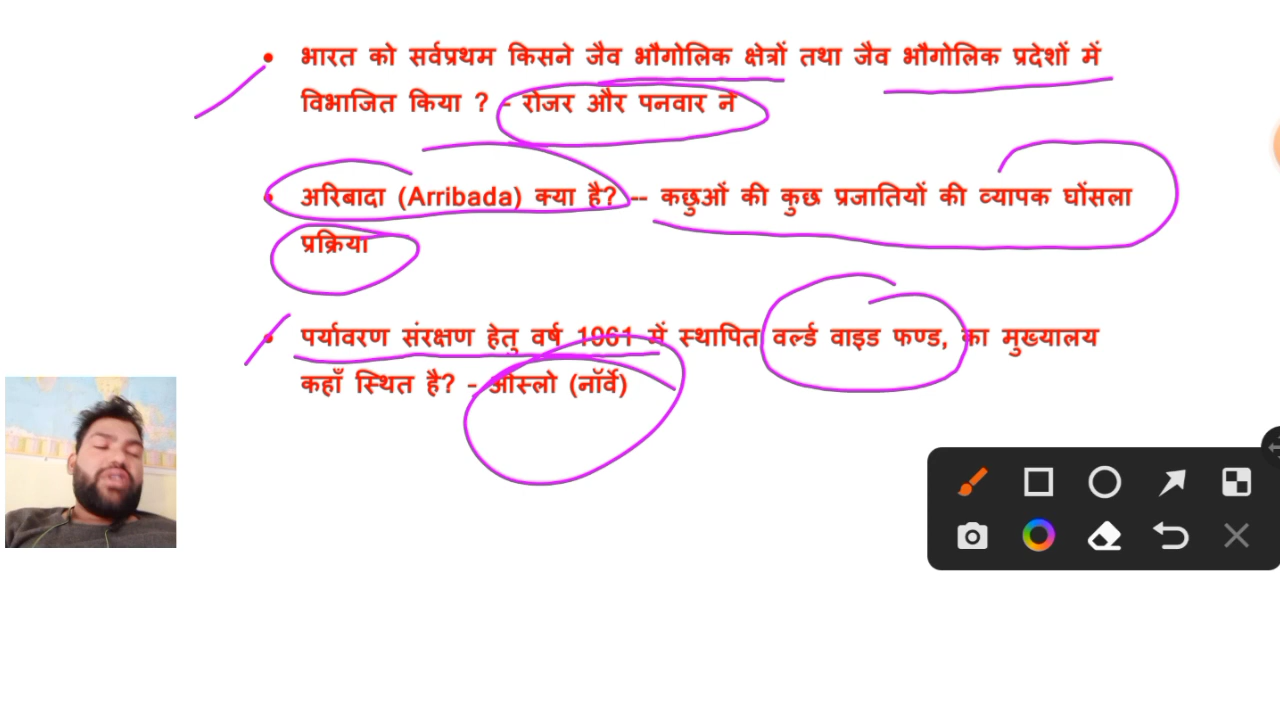 • भारत को सर्वप्रथम किसने जैव भौगोलिक क्षेत्रों तथा जैव भौगोलिक प्रदेशों में
विभाजित किया ? - रोजर और पनवार ने
• अरिबादा (Arribada) क्या है? -- कछुओं की कुछ प्रजातियों की व्यापक घोंसला
प्रक्रिया
• पर्यावरण संरक्षण हेतु वर्ष 1961 में स्थापित वर्ल्ड वाइड फण्ड, का मुख्यालय
कहाँ स्थित है? - ओस्लो (नॉर्वे)